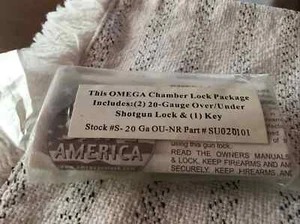 This OMEGA Chamber Lock Package
Includes:(2) 20-Gauge Over/Under
Shotgun Lock & (1) Key
Stock #S- 20 Ga OU-NR Part # SU020101
AMERICA
using this gun lock.
READ THE OWNERS MANUALS
& LOCK, KEEP FIREARMS AND
SECURELY. KEEP FIREARMS AND